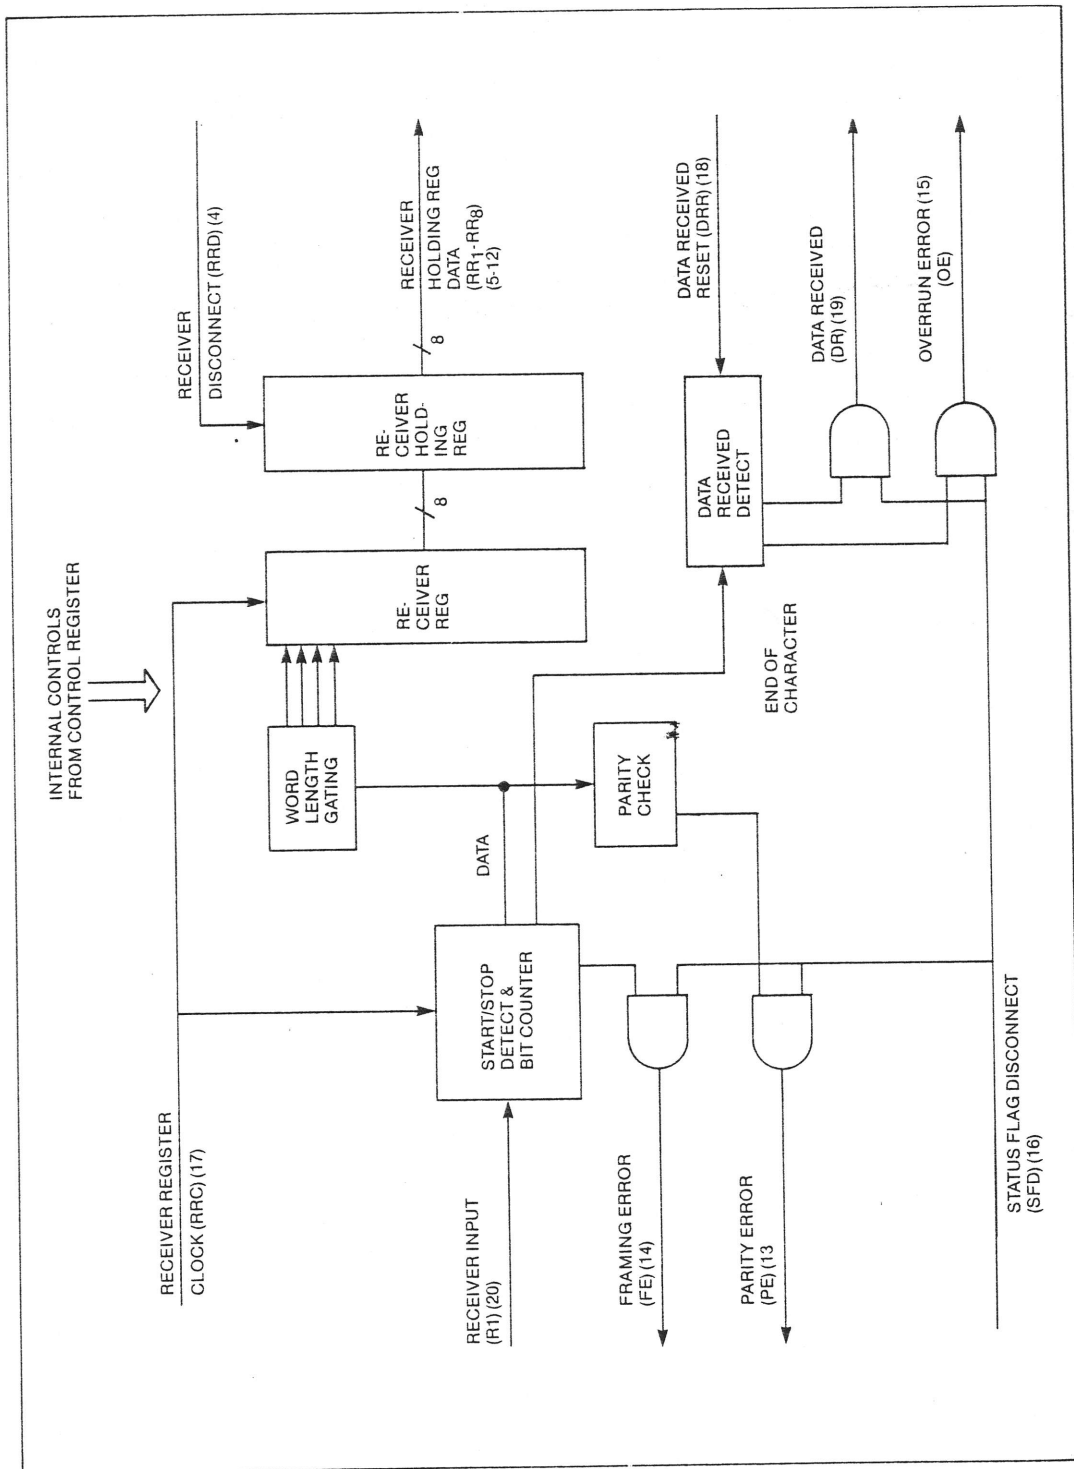 INTERNAL CONTROLS
FROM CONTROL REGISTER
RECEIVER REGISTER
CLOCK (RRC) (17)
RECEIVER
DISCONNECT (RRD) (4)
WORD
LENGTH
GATING
RE-
CEIVER
REG
8
RE-
CEIVER
HOLD-
ING
REG
8
RECEIVER
HOLDING REG
DATA
(RR1-RR8)
(5-12)
RECEIVER INPUT
(R1) (20)
START/STOP
DETECT &
BIT COUNTER
DATA
PARITY
CHECK
END OF
CHARACTER
DATA
RECEIVED
DETECT
DATA RECEIVED
RESET (DRR) (18)
FRAMING ERROR
(FE) (14)
PARITY ERROR
(PE) (13
DATA RECEIVED
(DR) (19)
OVERRUN ERROR (15)
(OE)
STATUS FLAG DISCONNECT
(SFD) (16)